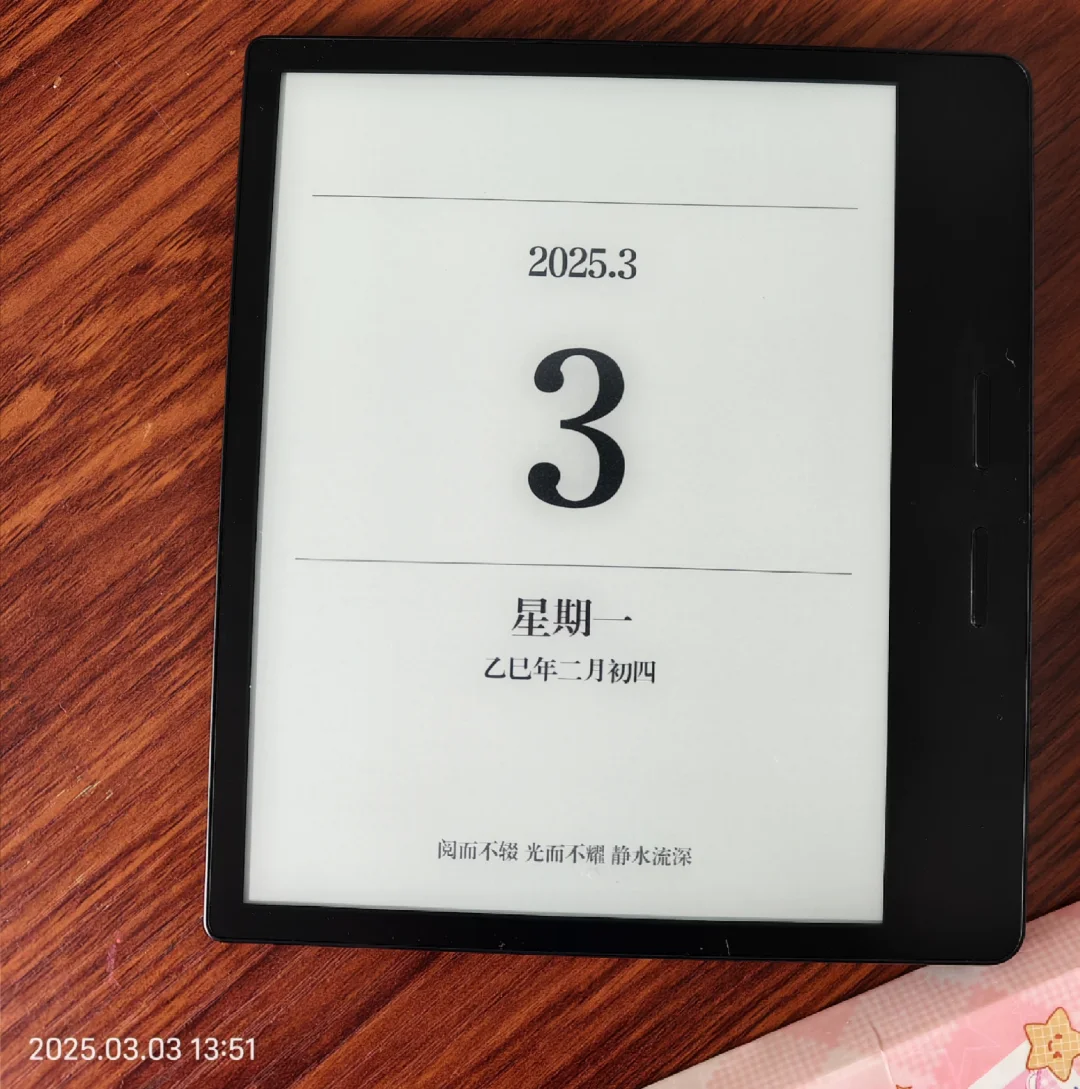 2025.3
3
星期一
乙巳年二月初四
阅而不辍 光而不耀 静水流深
2025.03.03 13:51